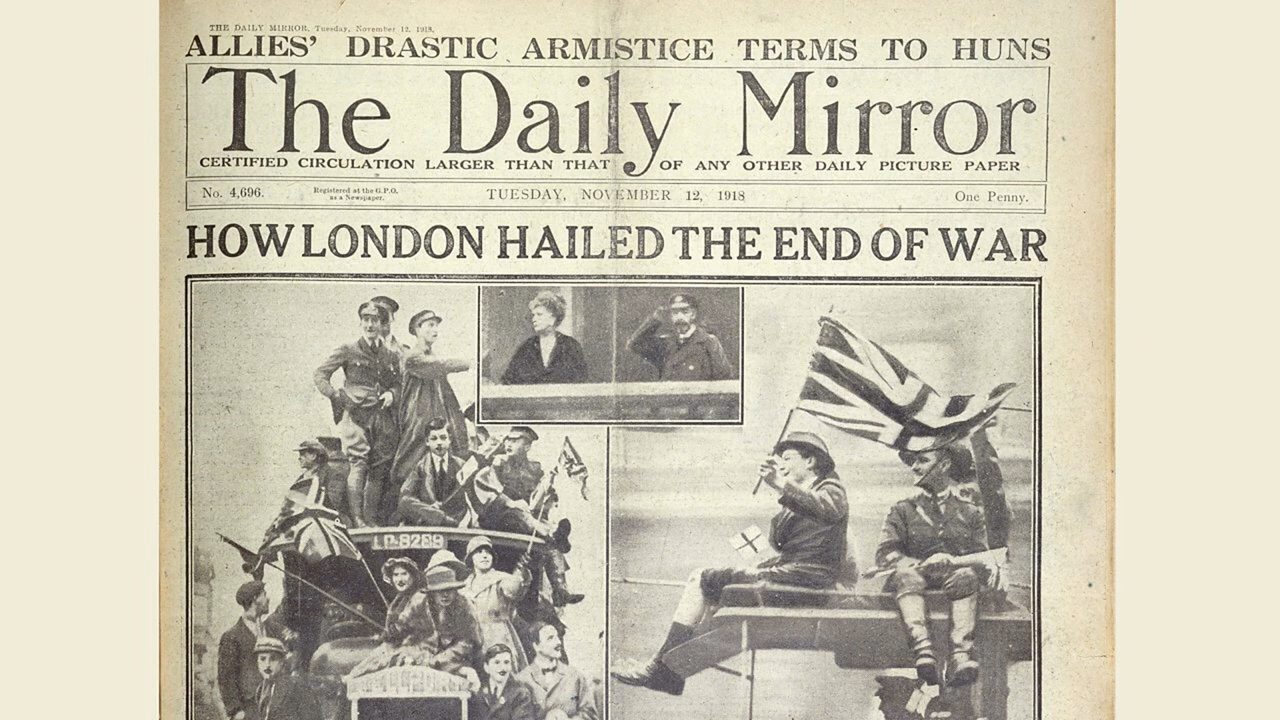 THE DAILY MIRROR, Tuesday, November 12, 1918.
ALLIES' DRASTIC ARMISTICE TERMS TO HUNS
The Daily Mirror
CERTIFIED CIRCULATION LARGER THAN THAT OF ANY OTHER DAILY PICTURE PAPER
No. 4,696.
Registered at the G.P.O.
as a Newspaper.
TUESDAY, NOVEMBER 12, 1918
One Penny.
HOW LONDON HAILED THE END OF WAR
LP-8289